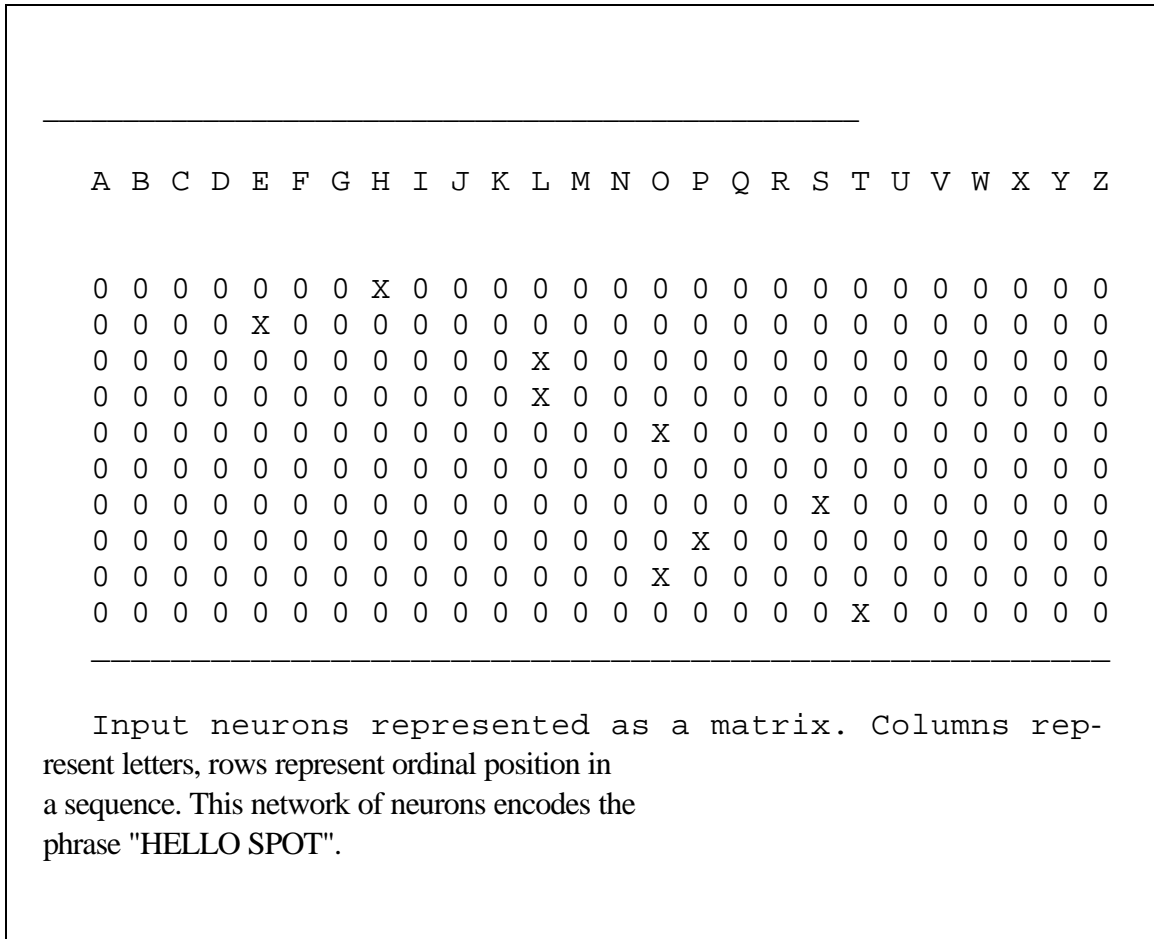 A B C D E F G H I J K L M N O P Q R S T U V W X Y Z
0 0 0 0 0 0 0 X 0 0 0 0 0 0 0 0 0 0 0 0 0 0 0 0 0 0
0 0 0 0 X 0 0 0 0 0 0 0 0 0 0 0 0 0 0 0 0 0 0 0 0 0
0 0 0 0 0 0 0 0 0 0 0 X 0 0 0 0 0 0 0 0 0 0 0 0 0 0
0 0 0 0 0 0 0 0 0 0 0 X 0 0 0 0 0 0 0 0 0 0 0 0 0 0
0 0 0 0 0 0 0 0 0 0 0 0 0 0 X 0 0 0 0 0 0 0 0 0 0 0
0 0 0 0 0 0 0 0 0 0 0 0 0 0 0 0 0 0 0 0 0 0 0 0 0 0
0 0 0 0 0 0 0 0 0 0 0 0 0 0 0 0 0 0 X 0 0 0 0 0 0 0
0 0 0 0 0 0 0 0 0 0 0 0 0 0 0 X 0 0 0 0 0 0 0 0 0 0
0 0 0 0 0 0 0 0 0 0 0 0 0 0 X 0 0 0 0 0 0 0 0 0 0 0
0 0 0 0 0 0 0 0 0 0 0 0 0 0 0 0 0 0 0 X 0 0 0 0 0 0
Input neurons represented as a matrix. Columns rep-
resent letters, rows represent ordinal position in
a sequence. This network of neurons encodes the
phrase "HELLO SPOT".